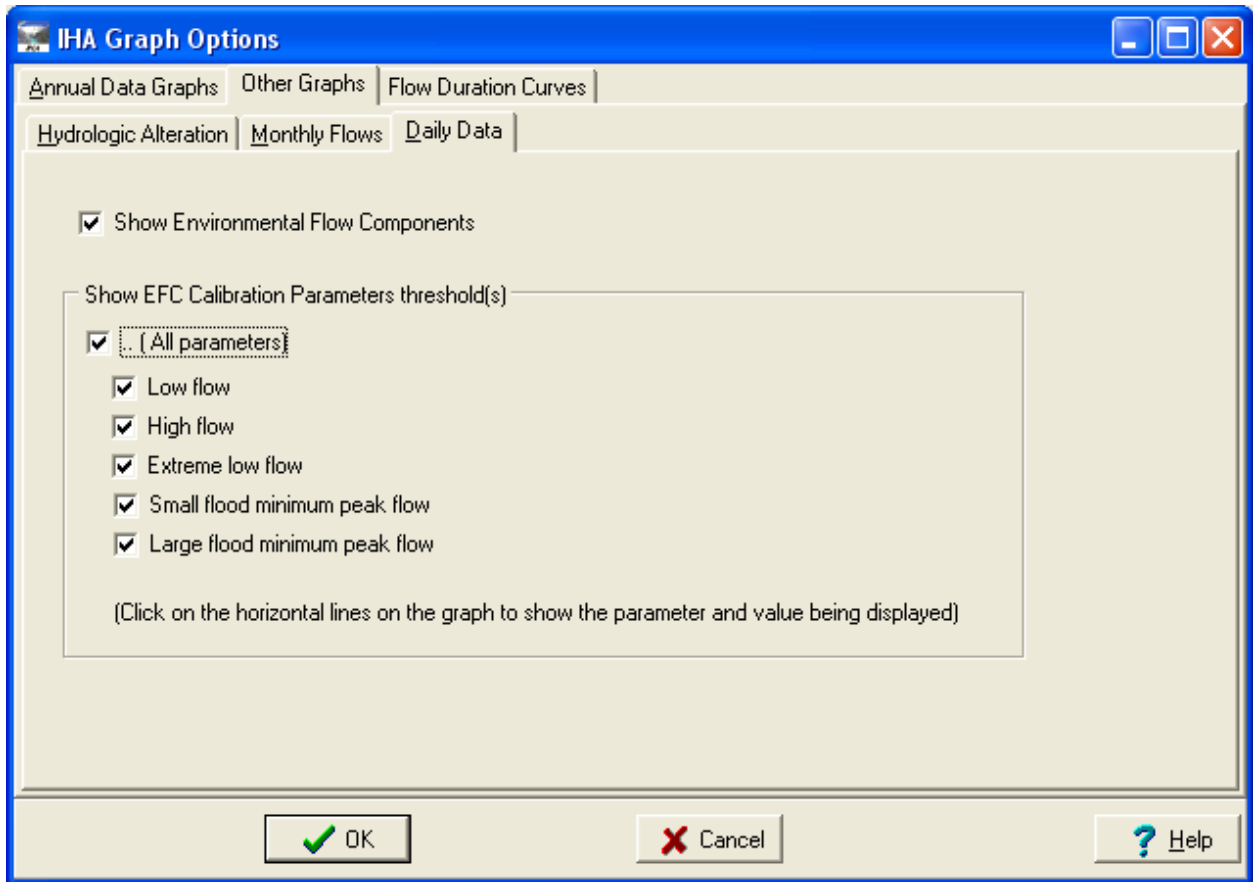 IHA Graph Options
Annual Data Graphs Other Graphs Flow Duration Curves
Hydrologic Alteration Monthly Flows Daily Data
Show Environmental Flow Components
Show EFC Calibration Parameters threshold(s)
.. ( All parameters)
Low flow
High flow
Extreme low flow
Small flood minimum peak flow
Large flood minimum peak flow
(Click on the horizontal lines on the graph to show the parameter and value being displayed)
OK Cancel Help